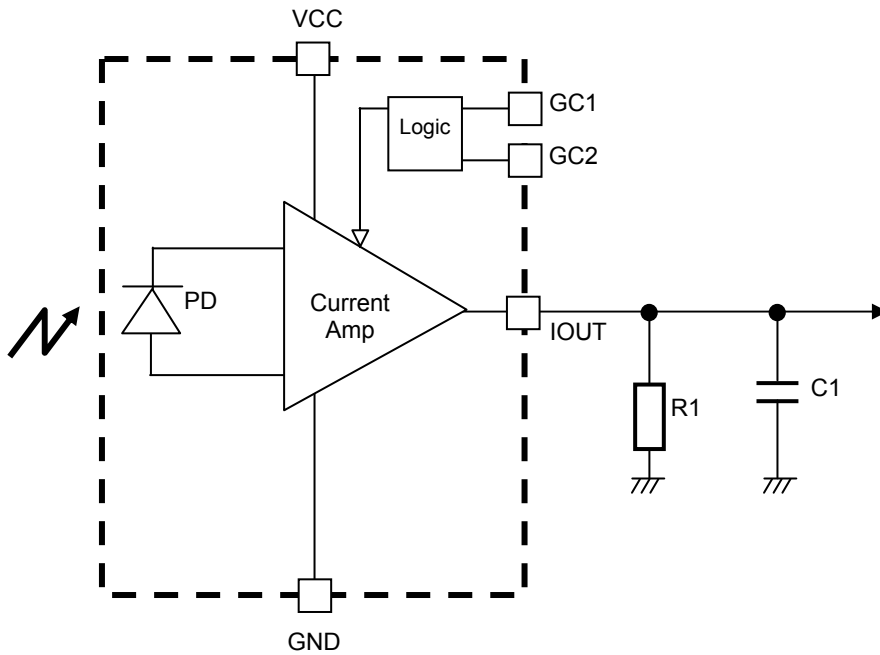 VCC
GC1
Logic
GC2
PD
Current
Amp
IOUT
R1
C1
GND